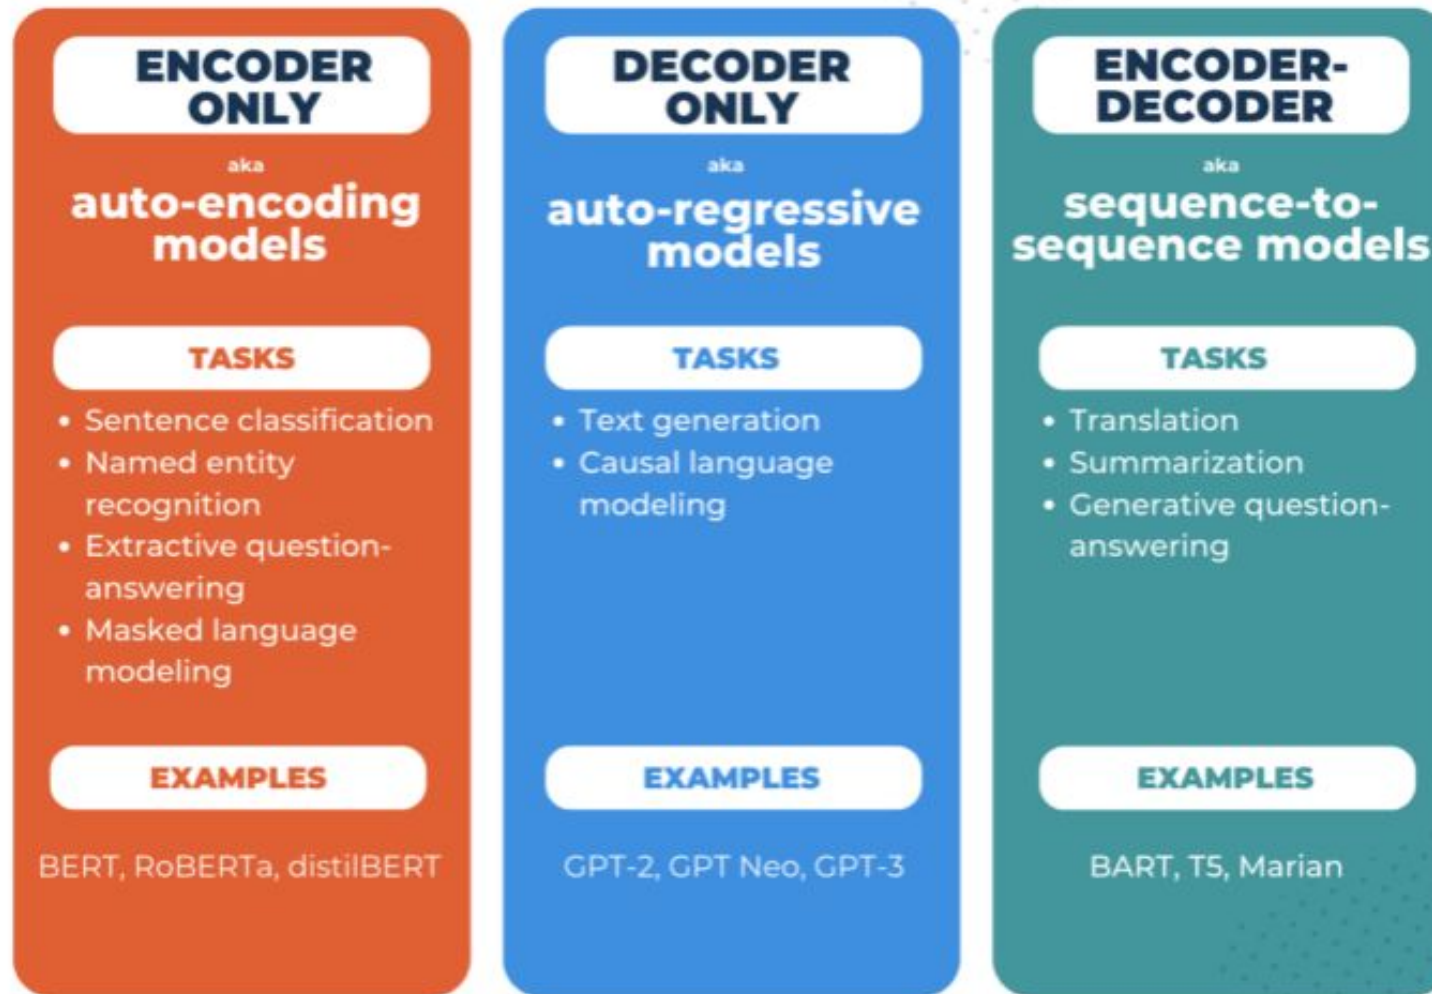 ENCODER
ONLY
aka
auto-encoding
models
TASKS
• Sentence classification
• Named entity
recognition
• Extractive question-
answering
• Masked language
modeling
EXAMPLES
BERT, RoBERTa, distilBERT
DECODER
ONLY
aka
auto-regressive
models
TASKS
• Text generation
• Causal language
modeling
EXAMPLES
GPT-2, GPT Neo, GPT-3
ENCODER-
DECODER
aka
sequence-to-
sequence models
TASKS
• Translation
• Summarization
• Generative question-
answering
EXAMPLES
BART, T5, Marian